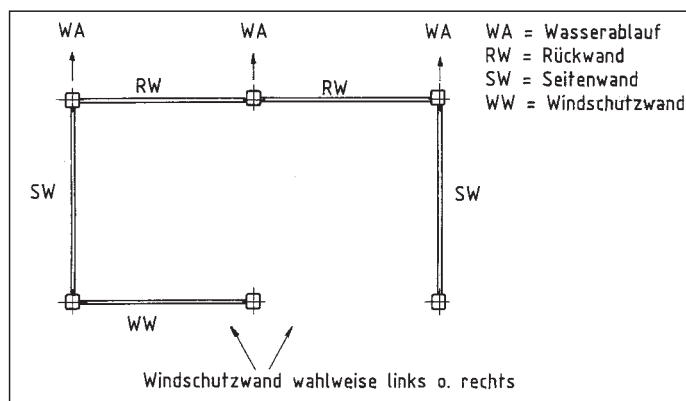 WA
WA
WA
WA = Wasserablauf
RW = Rückwand
SW = Seitenwand
WW = Windschutzwand
RW
RW
SW
SW
WW
Windschutzwand wahlweise links o. rechts